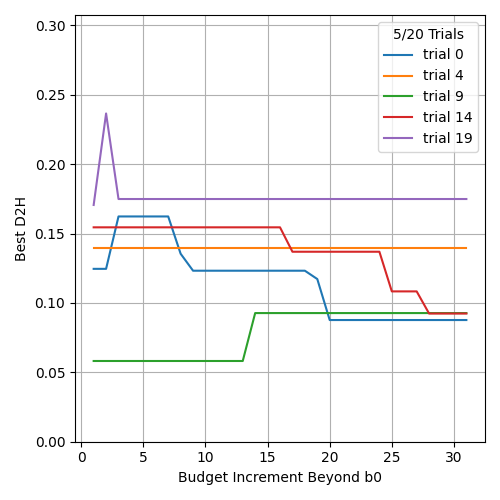 5/20 Trials
trial 0
trial 4
trial 9
trial 14
trial 19
Best D2H
0.30
0.25
0.20
0.15
0.10
0.05
0.00
0 5 10 15 20 25 30
Budget Increment Beyond b0